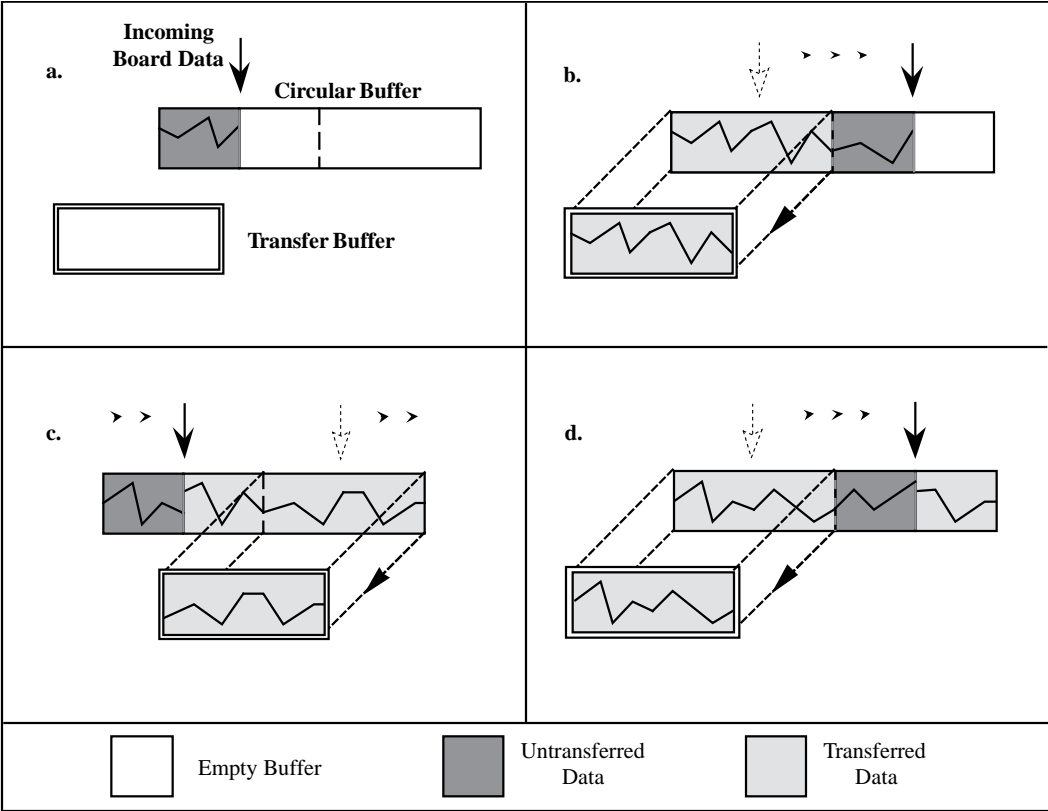 a.
Incoming
Board Data
Circular Buffer
Transfer Buffer
b.
c.
d.
Empty Buffer
Untransferred
Data
Transferred
Data